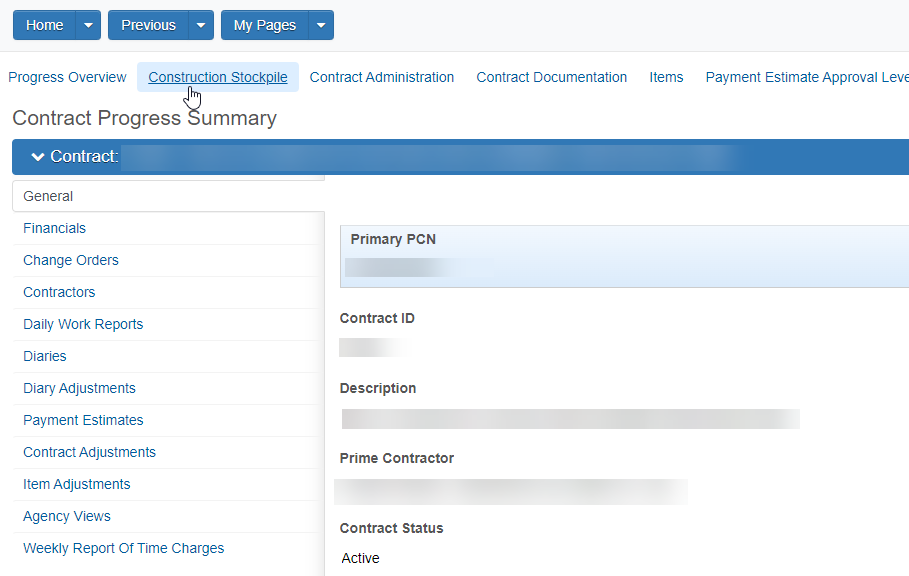 Home Previous My Pages
Progress Overview Construction Stockpile Contract Administration Contract Documentation Items Payment Estimate Approval Leve
Contract Progress Summary
Contract:
General
Financials
Change Orders
Contractors
Daily Work Reports
Diaries
Diary Adjustments
Payment Estimates
Contract Adjustments
Item Adjustments
Agency Views
Weekly Report Of Time Charges
Primary PCN
Contract ID
Description
Prime Contractor
Contract Status
Active